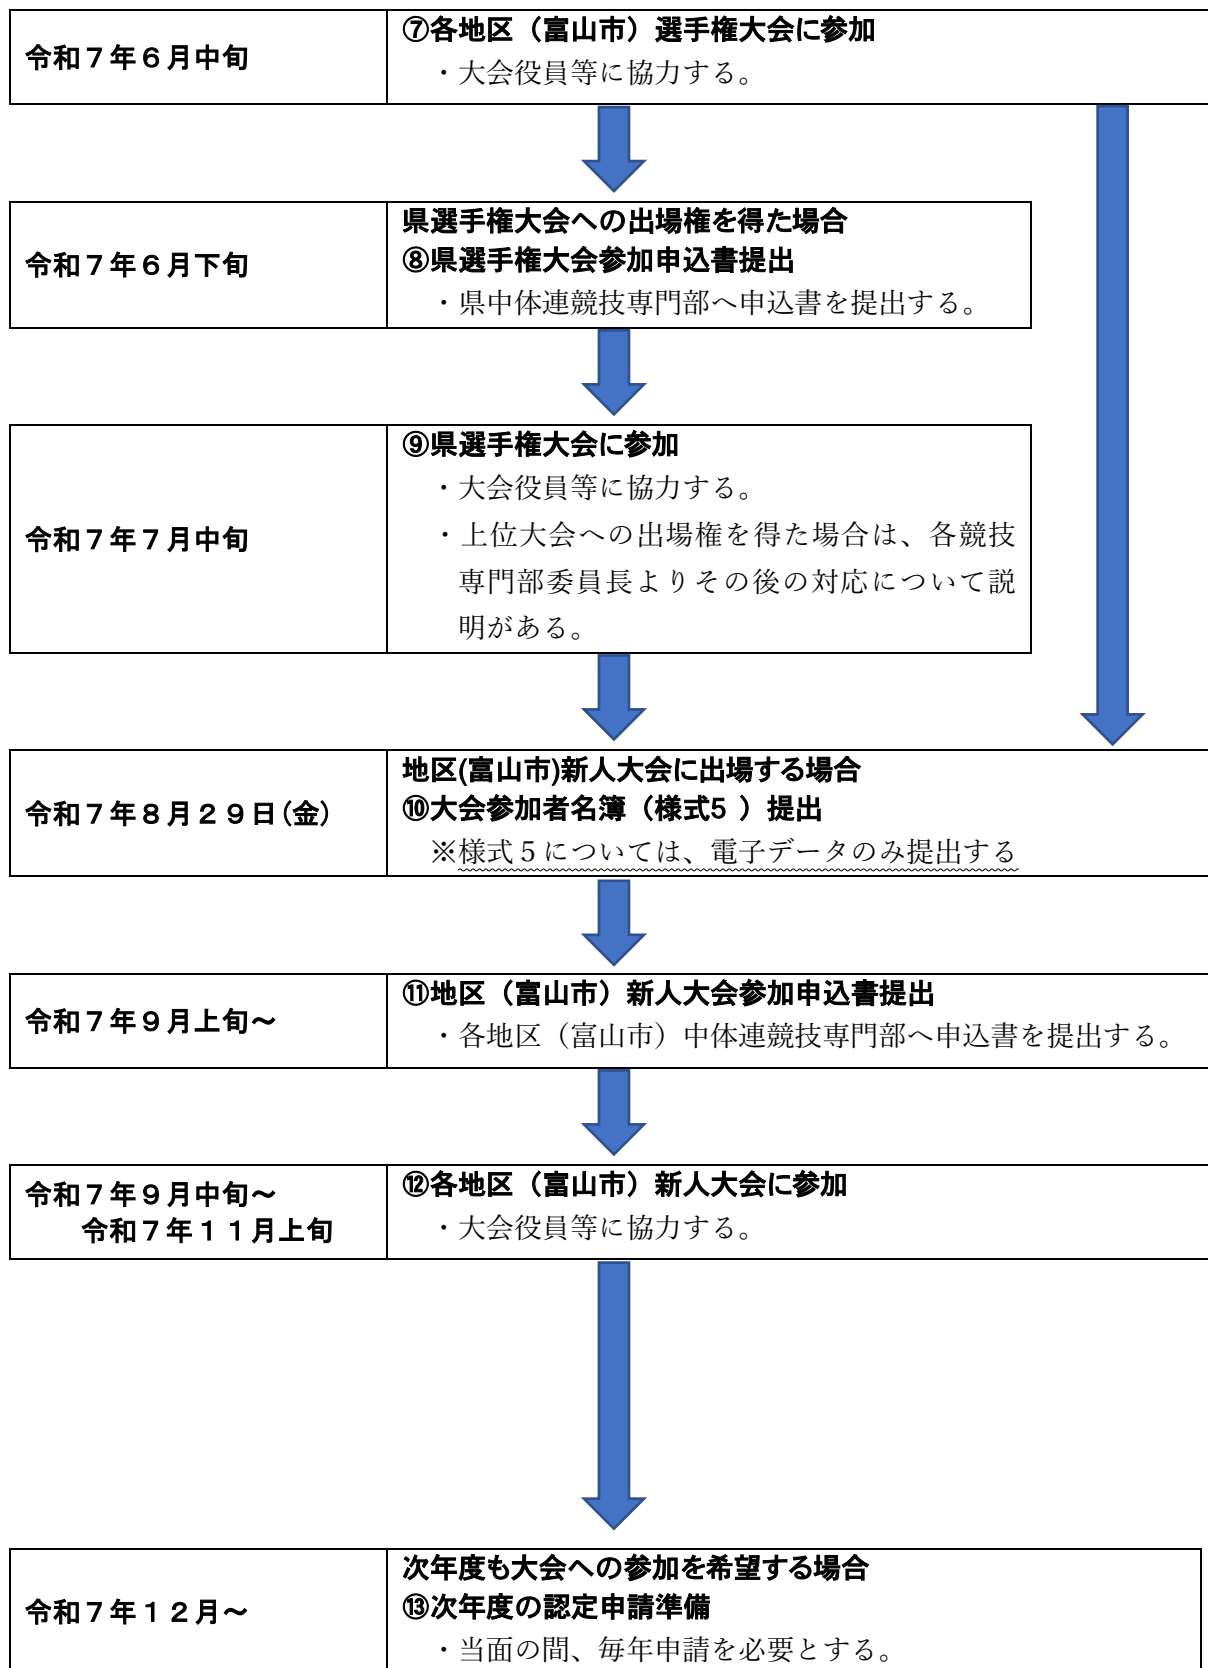 令和７年６月中旬
⑦各地区（富山市）選手権大会に参加
・大会役員等に協力する。
令和７年６月下旬
県選手権大会への出場権を得た場合
⑧県選手権大会参加申込書提出
・県中体連競技専門部へ申込書を提出する。
令和７年７月中旬
⑨県選手権大会に参加
・大会役員等に協力する。
・上位大会への出場権を得た場合は、各競技
専門部委員長よりその後の対応について説
明がある。
令和７年８月２９日(金)
地区(富山市)新人大会に出場する場合
⑩大会参加者名簿（様式5 ）提出
※様式５については、電子データのみ提出する
令和７年９月上旬～
⑪地区（富山市）新人大会参加申込書提出
・各地区（富山市）中体連競技専門部へ申込書を提出する。
令和７年９月中旬～
令和７年１１月上旬
⑫各地区（富山市）新人大会に参加
・大会役員等に協力する。
令和７年１２月～
次年度も大会への参加を希望する場合
⑬次年度の認定申請準備
・当面の間、毎年申請を必要とする。